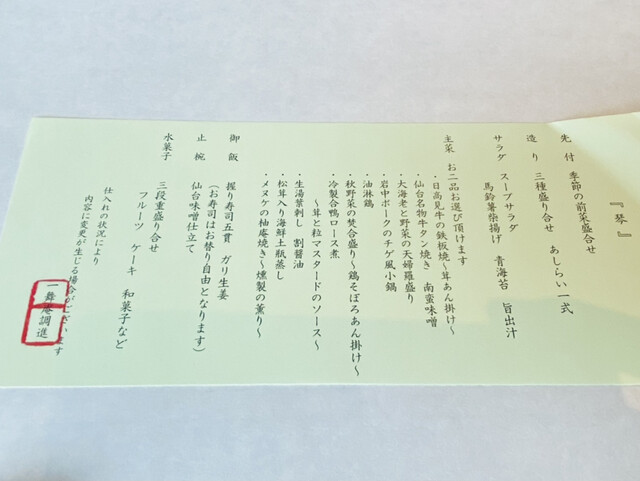 『琴』
先付 季節の前菜盛合せ
造り 三種盛り合せ あしらい一式
サラダ スープサラダ
馬鈴薯柴揚げ 青海苔 旨出汁
主菜 お二品お選び頂けます
・日高見牛の鉄板焼～茸あん掛け～
・仙台名物牛タン焼き 南蛮味噌
・大海老と野菜の天婦羅盛り
・岩中ポークのチゲ風小鍋
・油淋鶏
・秋野菜の焚合盛り～鶏そぼろあん掛け～
・冷製合鴨ロース煮
～茸と粒マスタードのソース～
・生湯葉刺し 割醤油
・松茸入り海鮮土瓶蒸し
・メヌケの柚庵焼き～燻製の薫り～
御飯 握り寿司五貫 ガリ生姜
（お寿司はお替り自由となります）
止椀 仙台味噌仕立て
水菓子 三段重盛り合せ
フルーツ ケーキ 和菓子など
仕入れの状況により
内容に変更が生じる場合がございます
一舞庵調進